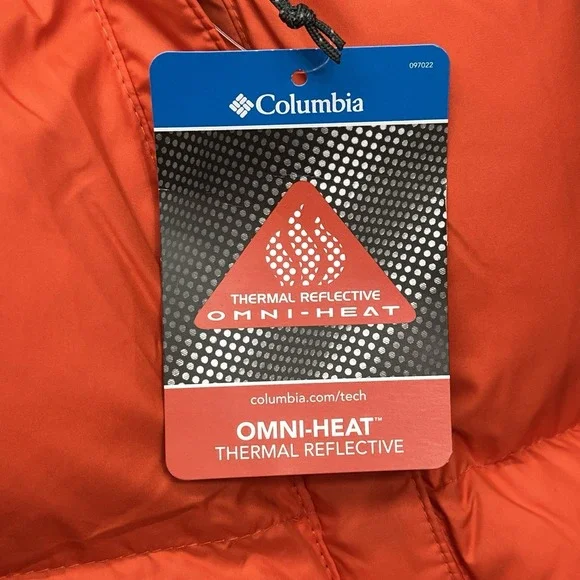 097022
Columbia
THERMAL REFLECTIVE
OMNI-HEAT
columbia.com/tech
OMNI-HEAT™
THERMAL REFLECTIVE